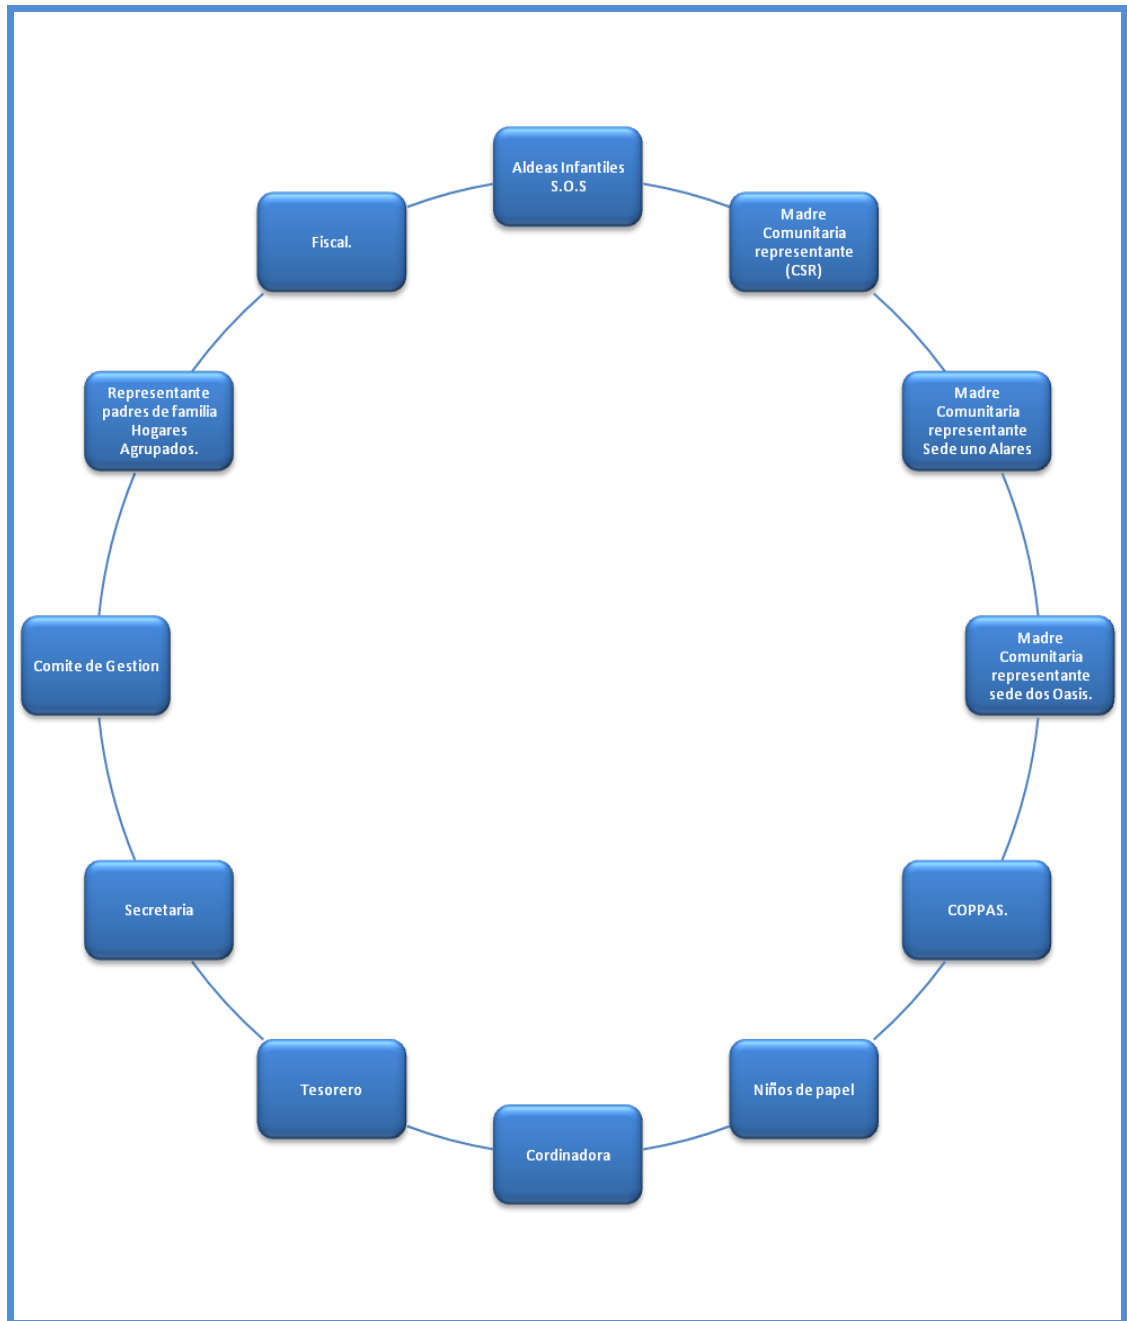 Aldeas Infantiles
S.O.S
Madre
Comunitaria
representante
(CSR)
Madre
Comunitaria
representante
Sede uno Alares
Madre
Comunitaria
representante
sede dos Oasis.
COPPAS.
Niños de papel
Cordinadora
Tesorero
Secretaria
Comite de Gestion
Representante
padres de familia
Hogares
Agrupados.
Fiscal.